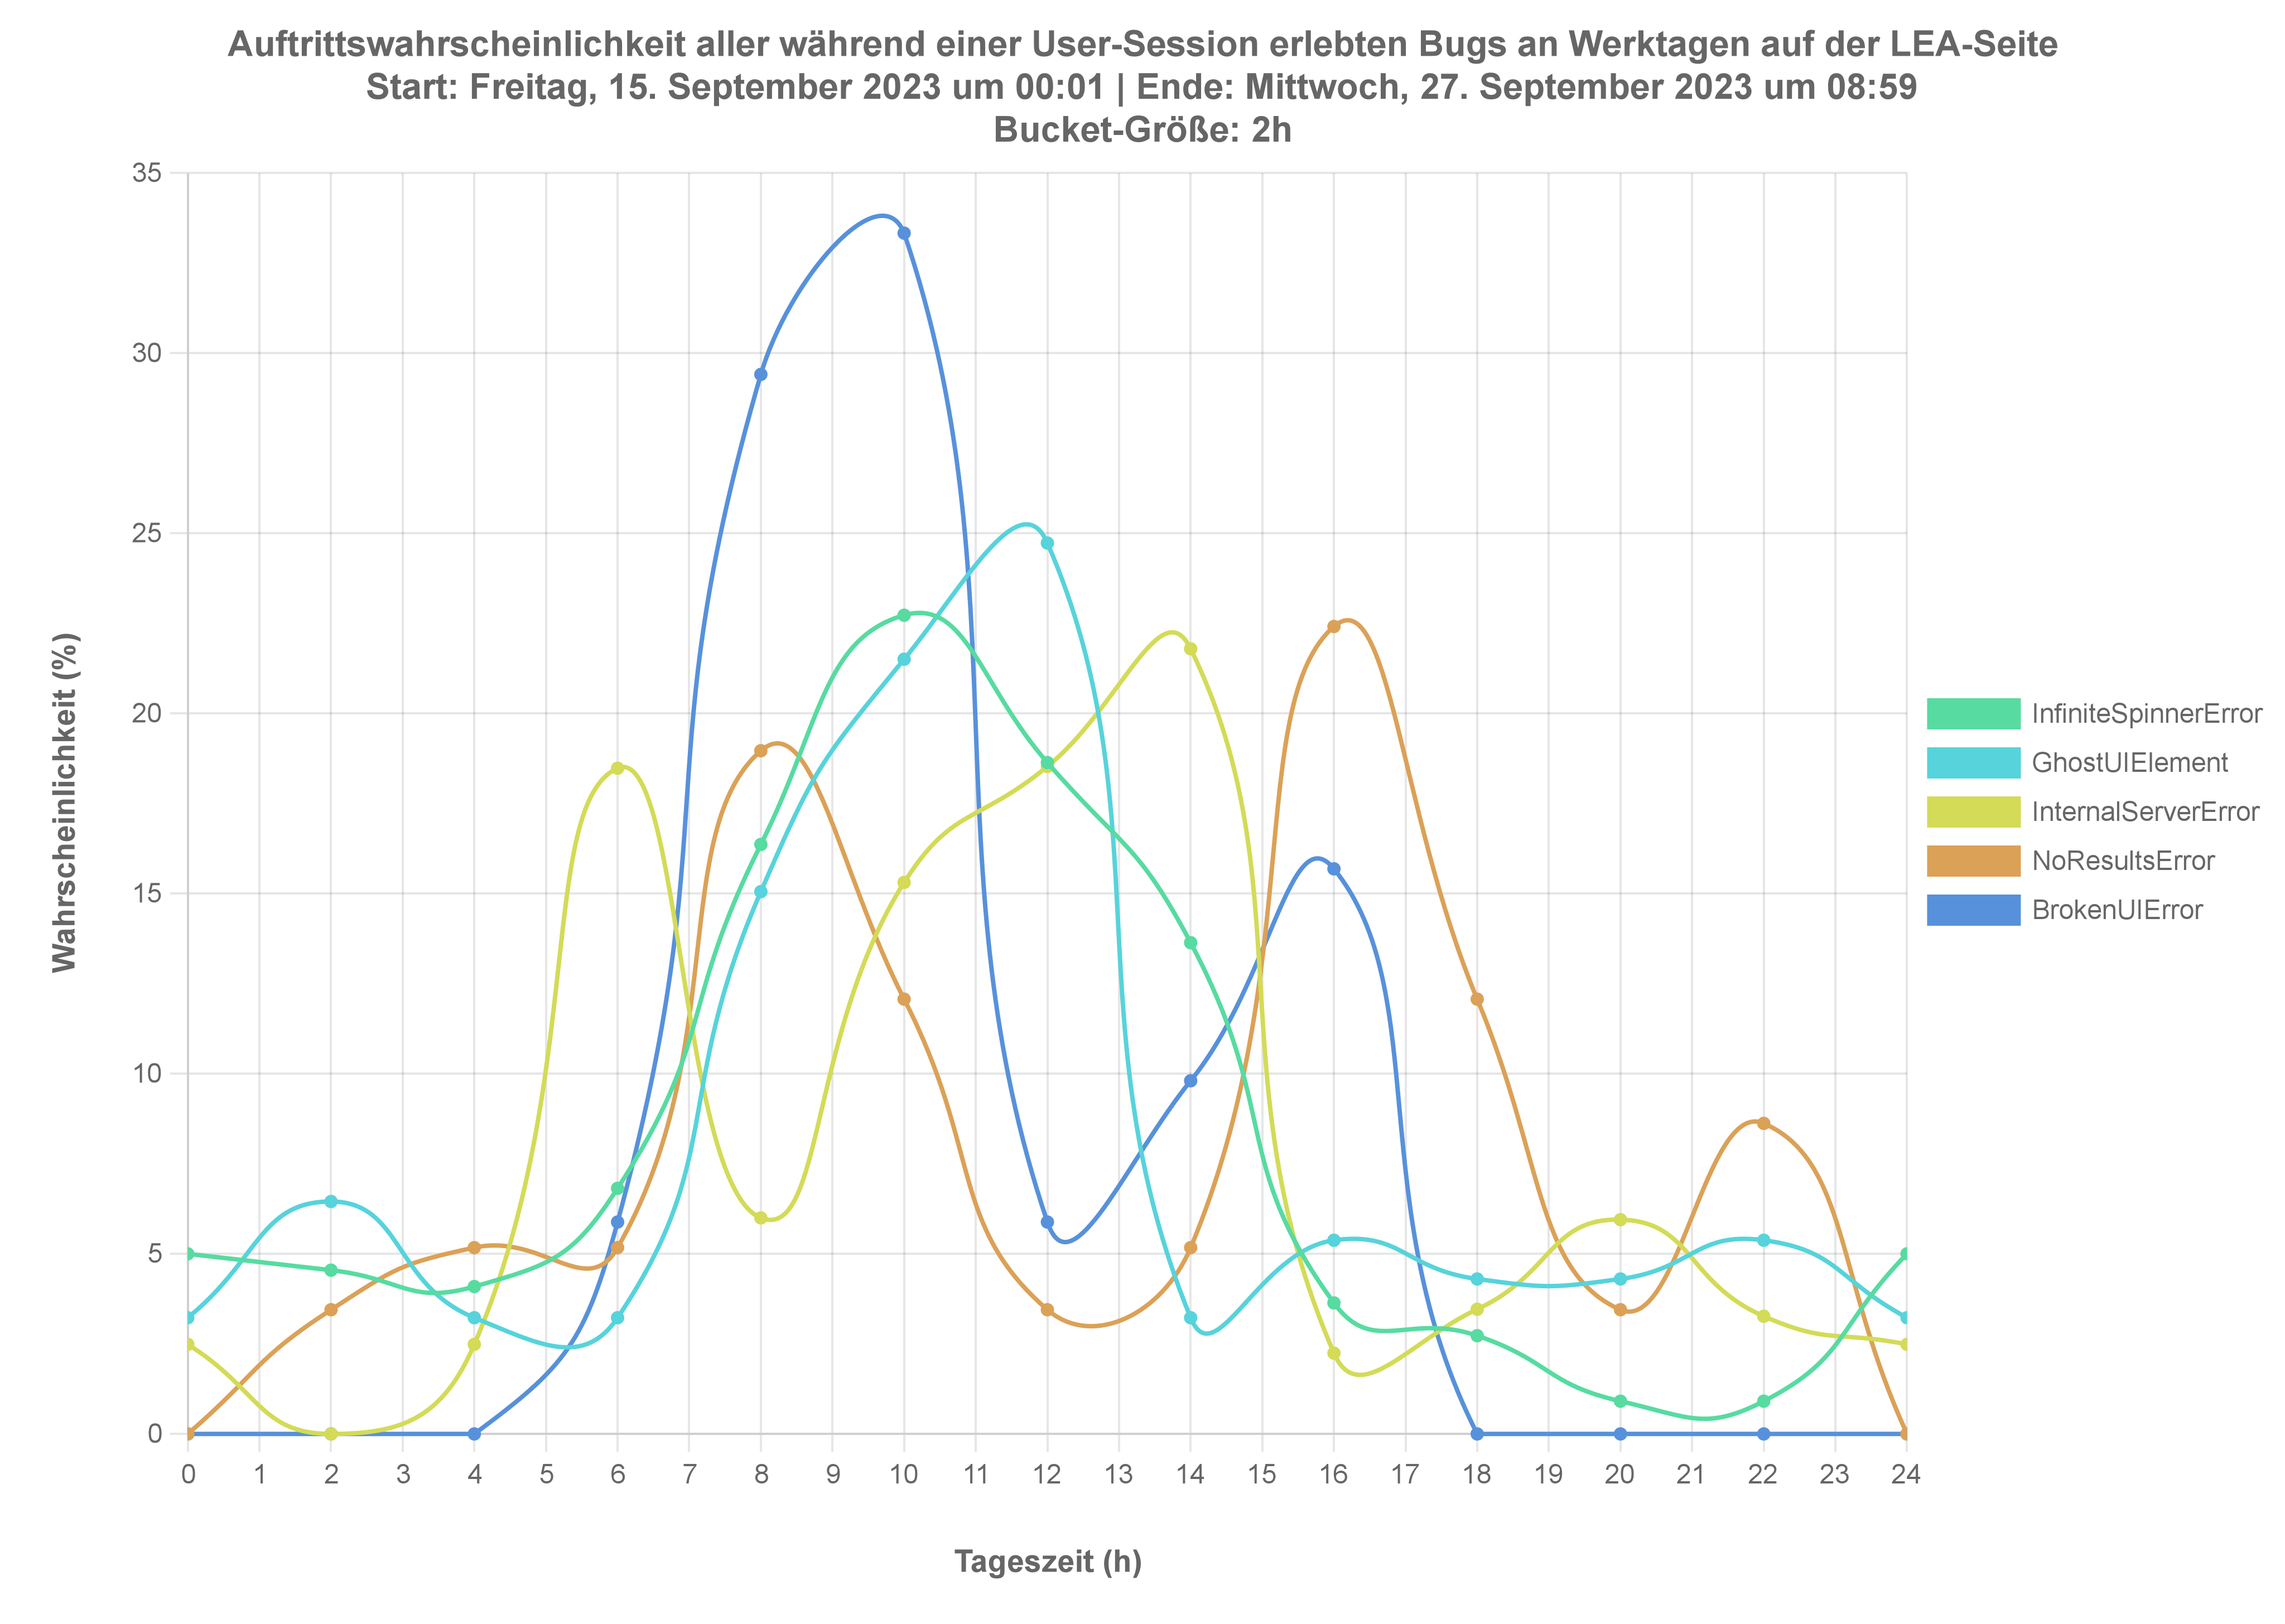 Auftrittswahrscheinlichkeit aller während einer User-Session erlebten Bugs an Werktagen auf der LEA-Seite
Start: Freitag, 15. September 2023 um 00:01 | Ende: Mittwoch, 27. September 2023 um 08:59
Bucket-Größe: 2h
35
30
25
20
15
10
5
0
Wahrscheinlichkeit (%)
0 1 2 3 4 5 6 7 8 9 10 11 12 13 14 15 16 17 18 19 20 21 22 23 24
Tageszeit (h)
InfiniteSpinnerError
GhostUIElement
InternalServerError
NoResultsError
BrokenUIError